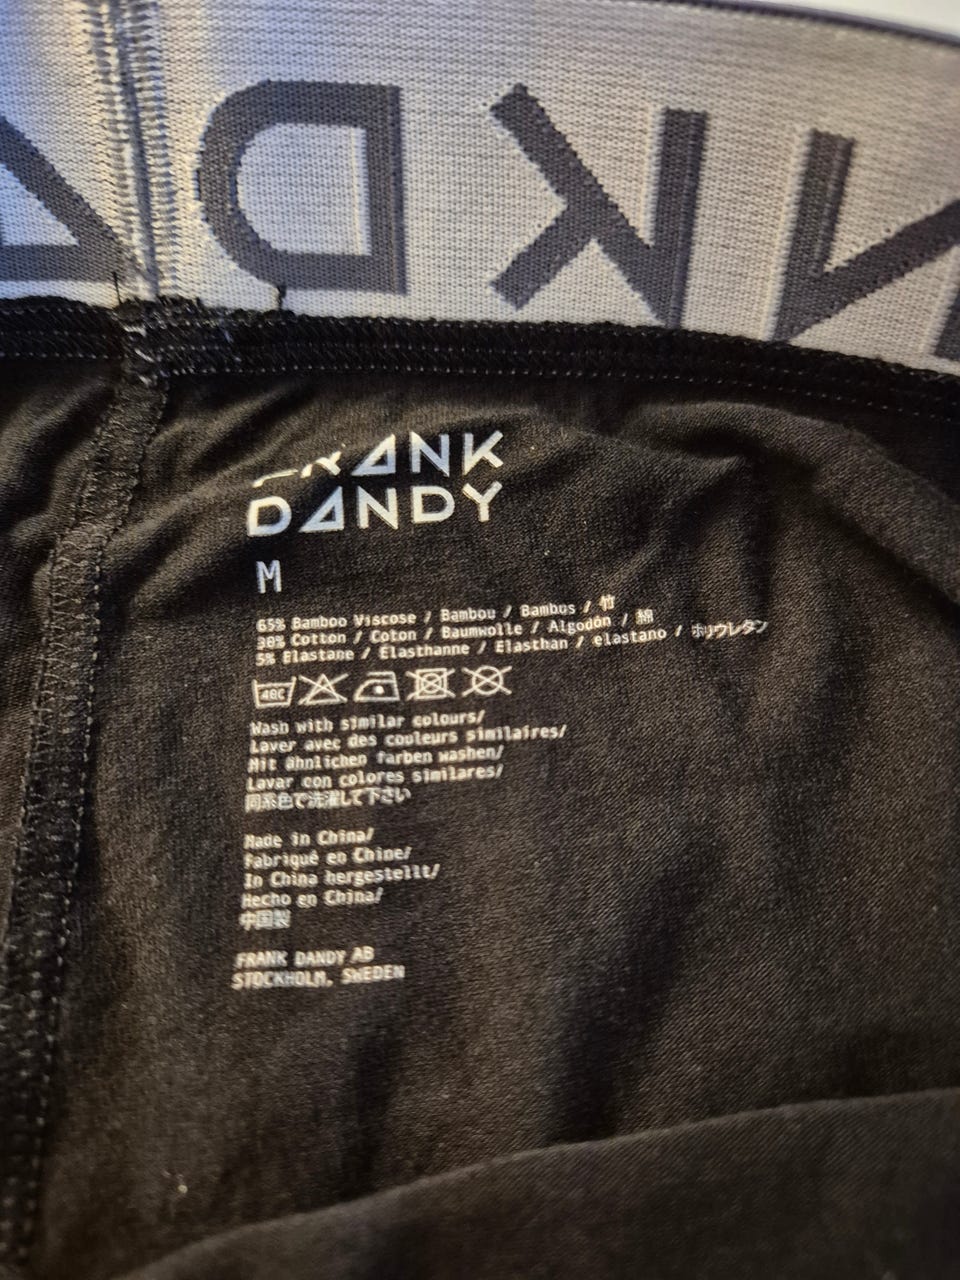 FRANK
DANDY
M
65% Bamboo Viscose / Bambou / Bambus / 竹
30% Cotton / Coton / Baumwolle / Algodón / 綿
5% Elastane / Élasthanne / Elasthan / elastano / ポリウレタン
40C
Wash with similar colours/
Laver avec des couleurs similaires/
Mit ähnlichen farben washen/
Lavar con colores similares/
同系色で洗濯して下さい
Made in China/
Fabriqué en Chine/
In China hergestellt/
Hecho en China/
中国製
FRANK DANDY AB
STOCKHOLM, SWEDEN